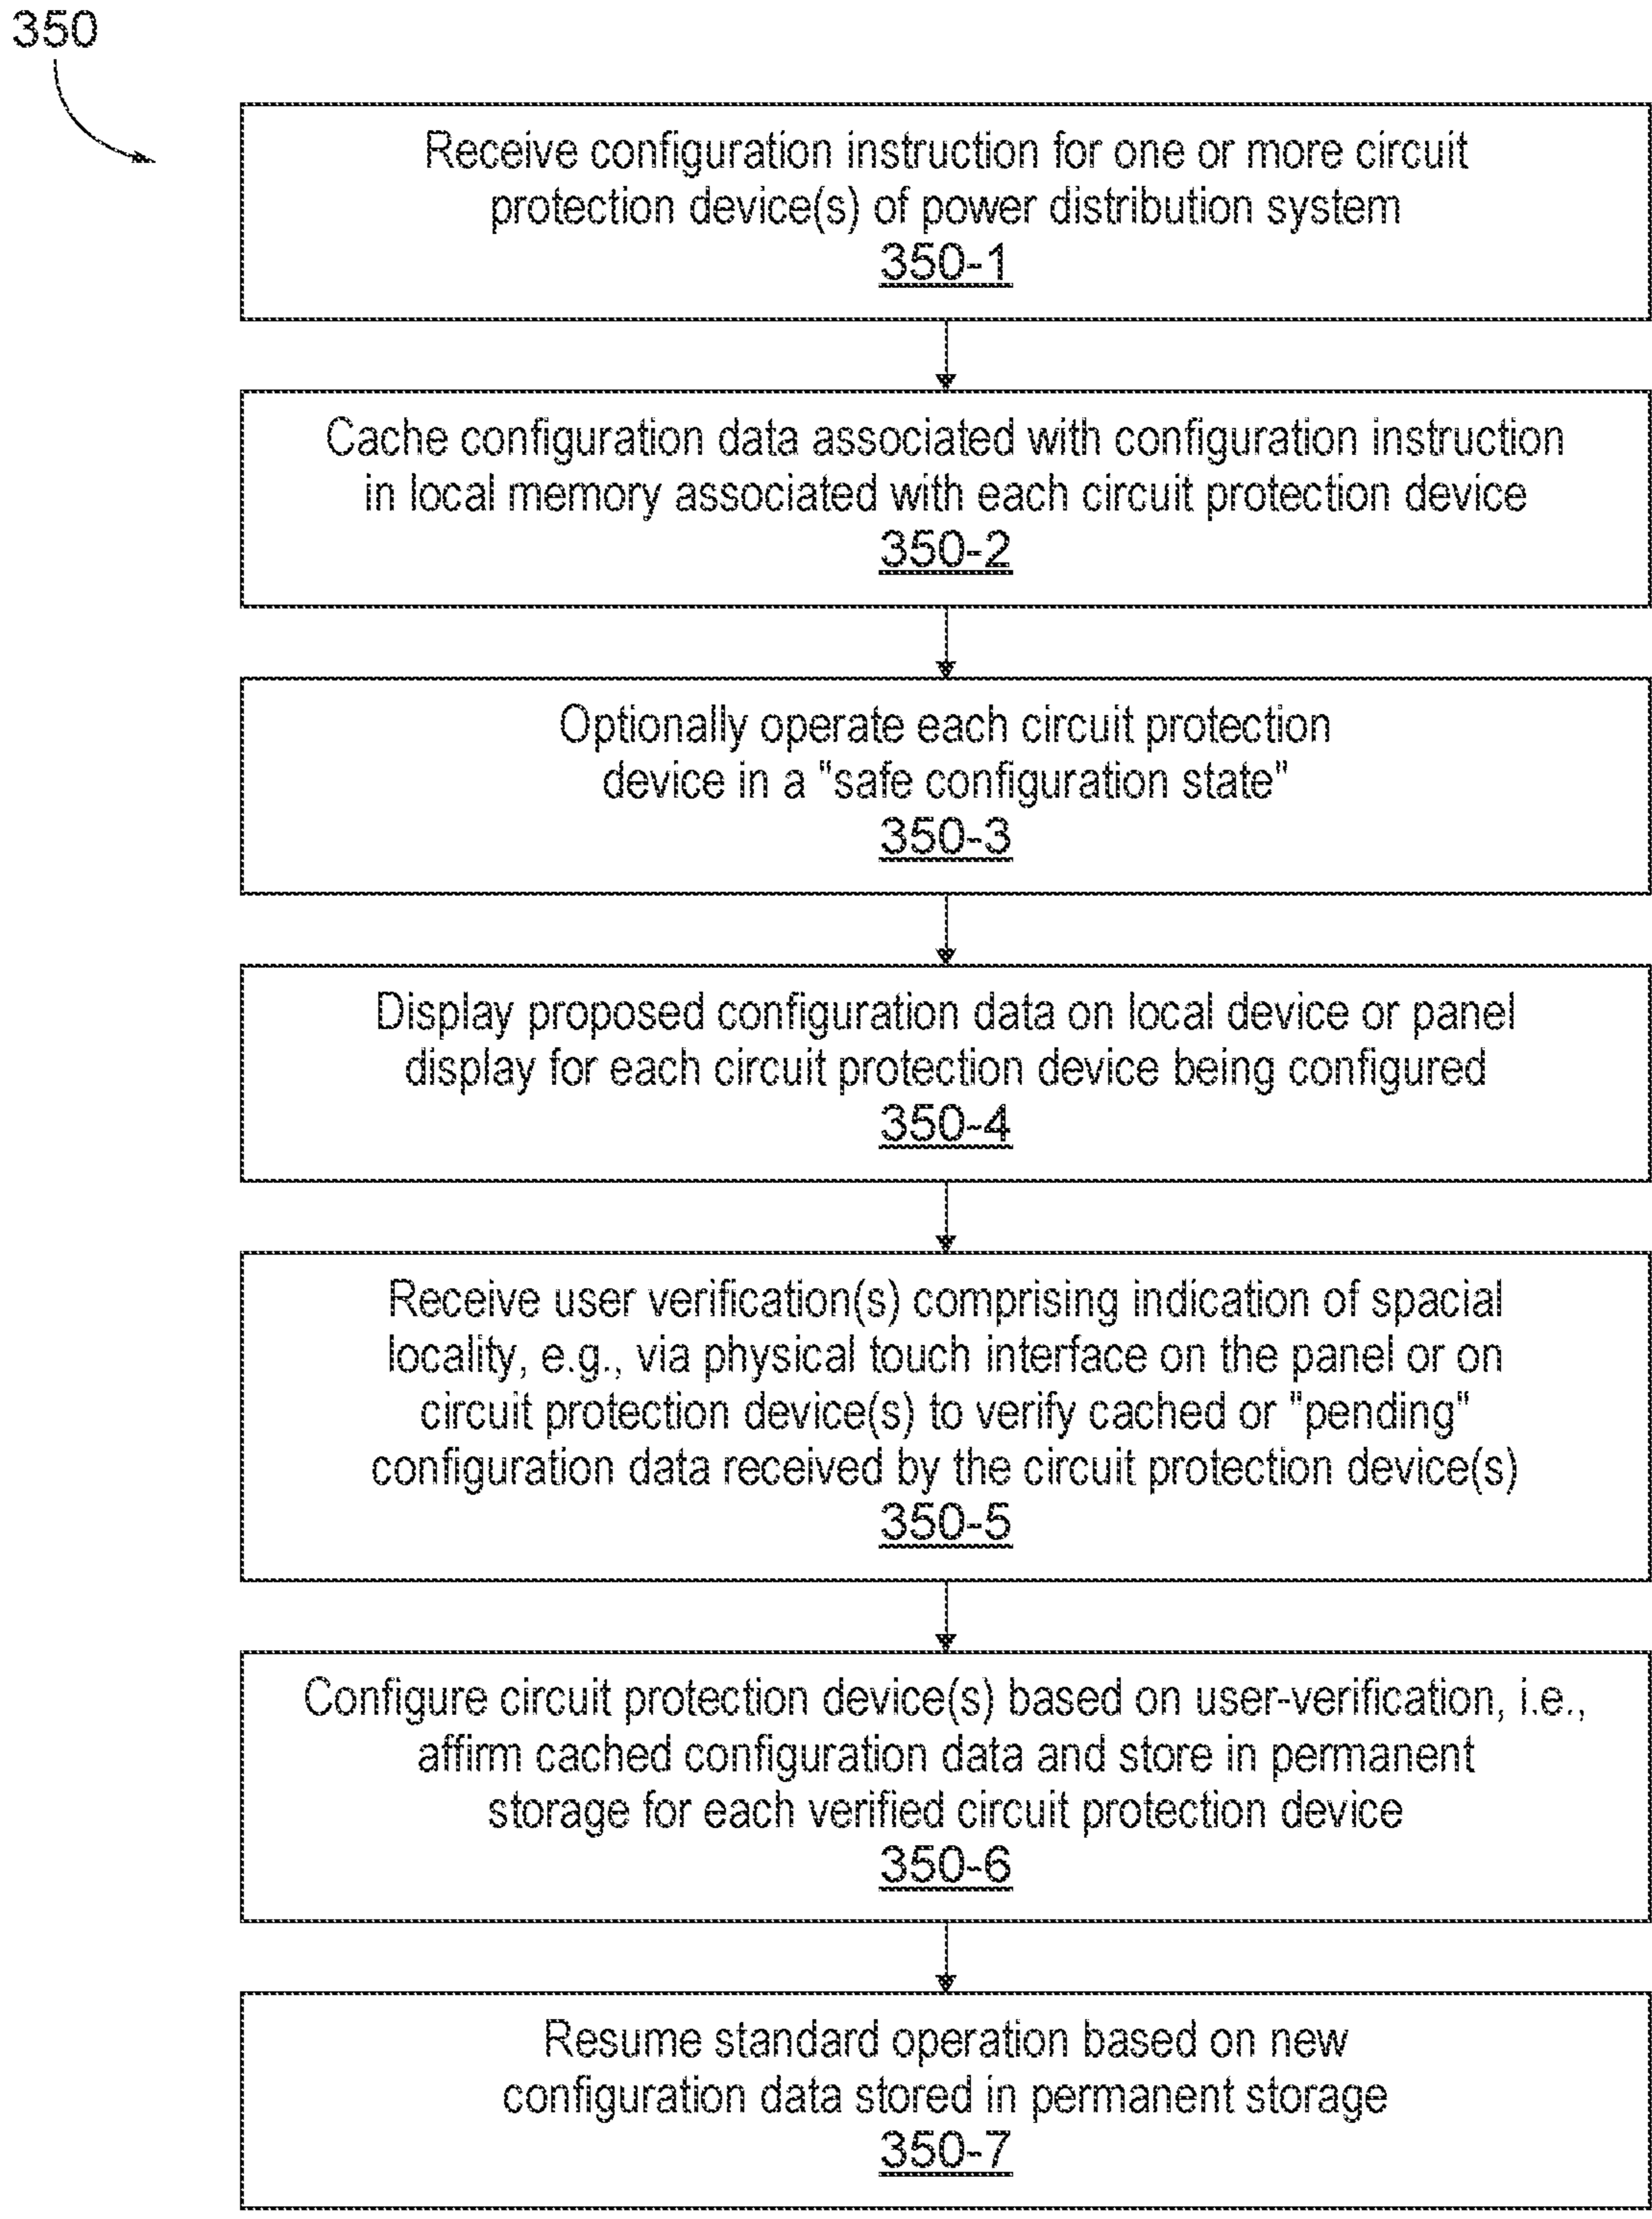 350
Receive configuration instruction for one or more circuit
protection device(s) of power distribution system
350-1
Cache configuration data associated with configuration instruction
in local memory associated with each circuit protection device
350-2
Optionally operate each circuit protection
device in a "safe configuration state"
350-3
Display proposed configuration data on local device or panel
display for each circuit protection device being configured
350-4
Receive user verification(s) comprising indication of spacial
locality, e.g., via physical touch interface on the panel or on
circuit protection device(s) to verify cached or "pending"
configuration data received by the circuit protection device(s)
350-5
Configure circuit protection device(s) based on user-verification, i.e.,
affirm cached configuration data and store in permanent
storage for each verified circuit protection device
350-6
Resume standard operation based on new
configuration data stored in permanent storage
350-7